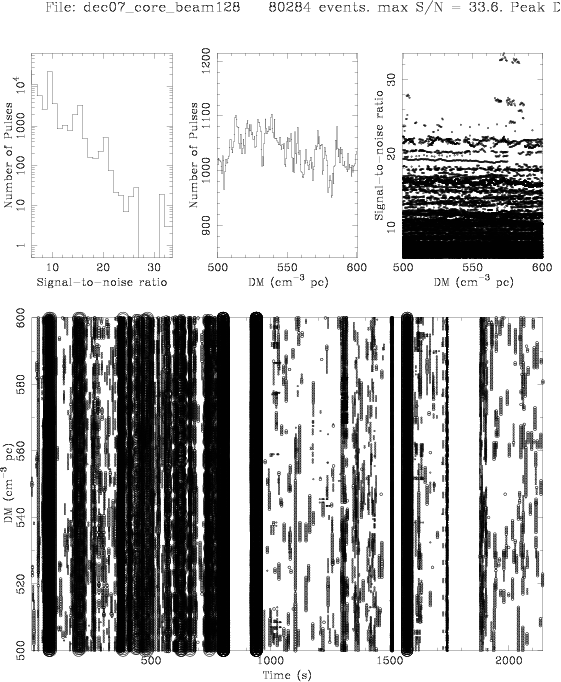 File: dec07_core_beam128 80284 events. max S/N = 33.6. Peak D
Number of Pulses
10⁴
1000
100
10
1
10 20 30
Signal-to-noise ratio
Number of Pulses
1200
1100
1000
900
500 550 600
DM (cm⁻³ pc)
Signal-to-noise ratio
30
20
10
500 550 600
DM (cm⁻³ pc)
DM (cm⁻³ pc)
600
580
560
540
520
500
500 1000 1500 2000
Time (s)